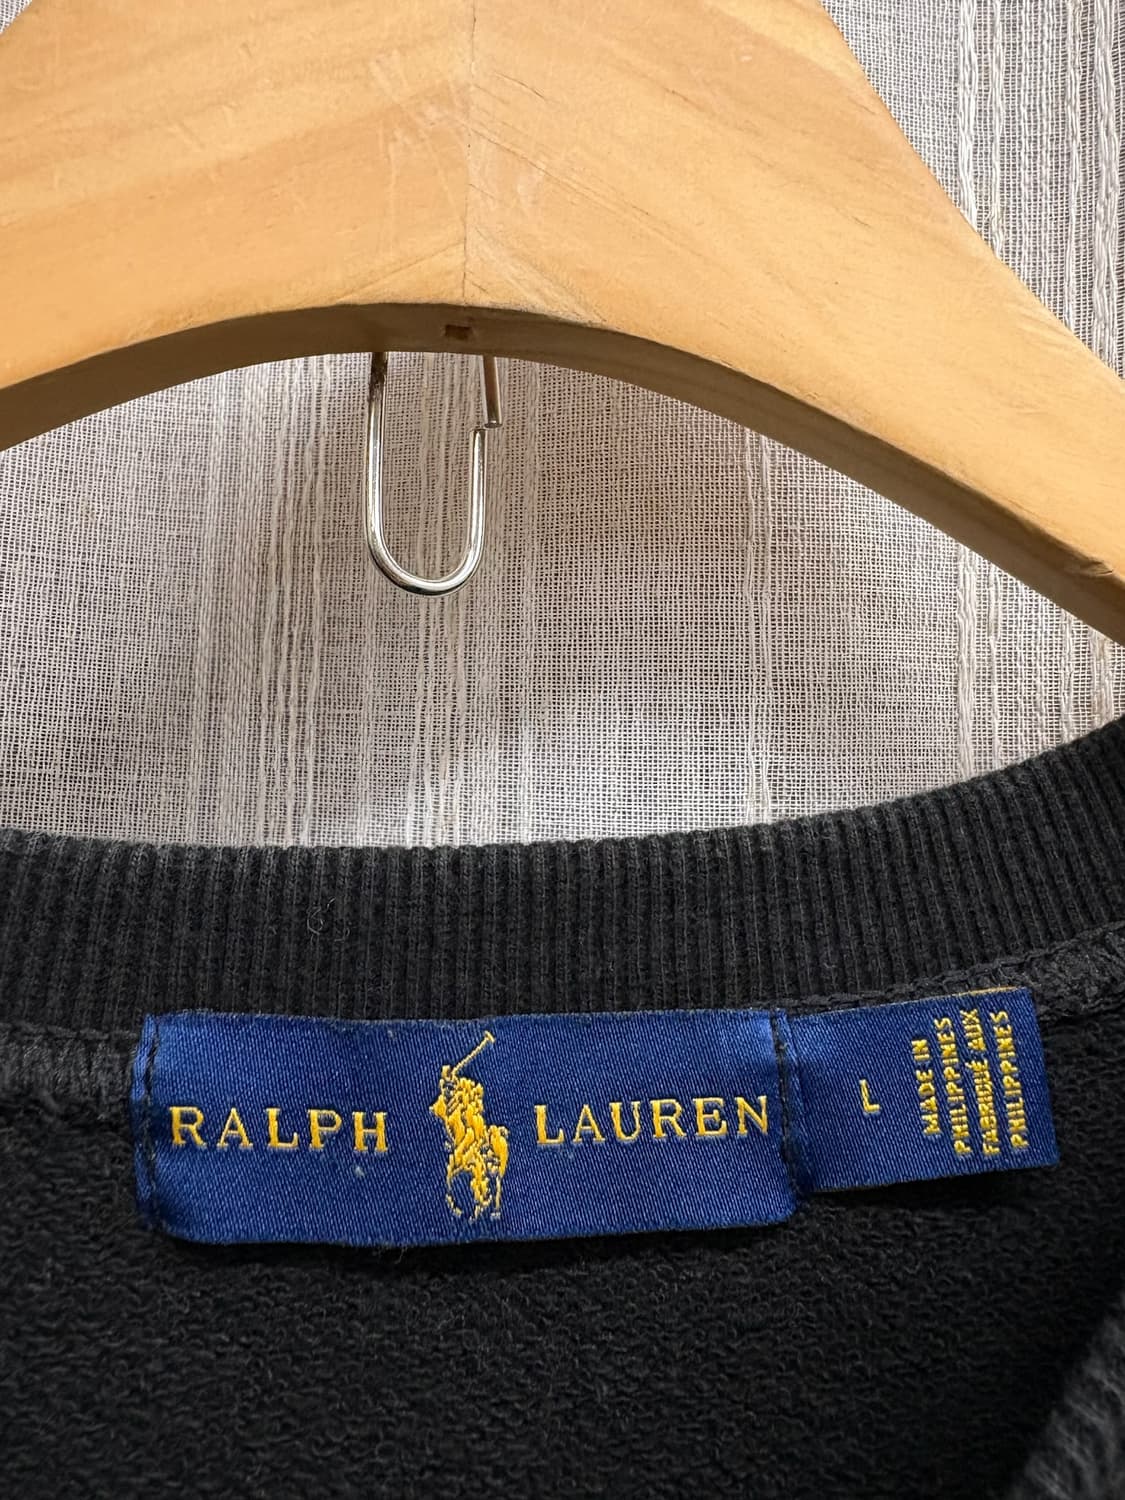 RALPH LAUREN
L
MADE IN
PHILIPPINES
FABRIQUÉ AUX
PHILIPPINES